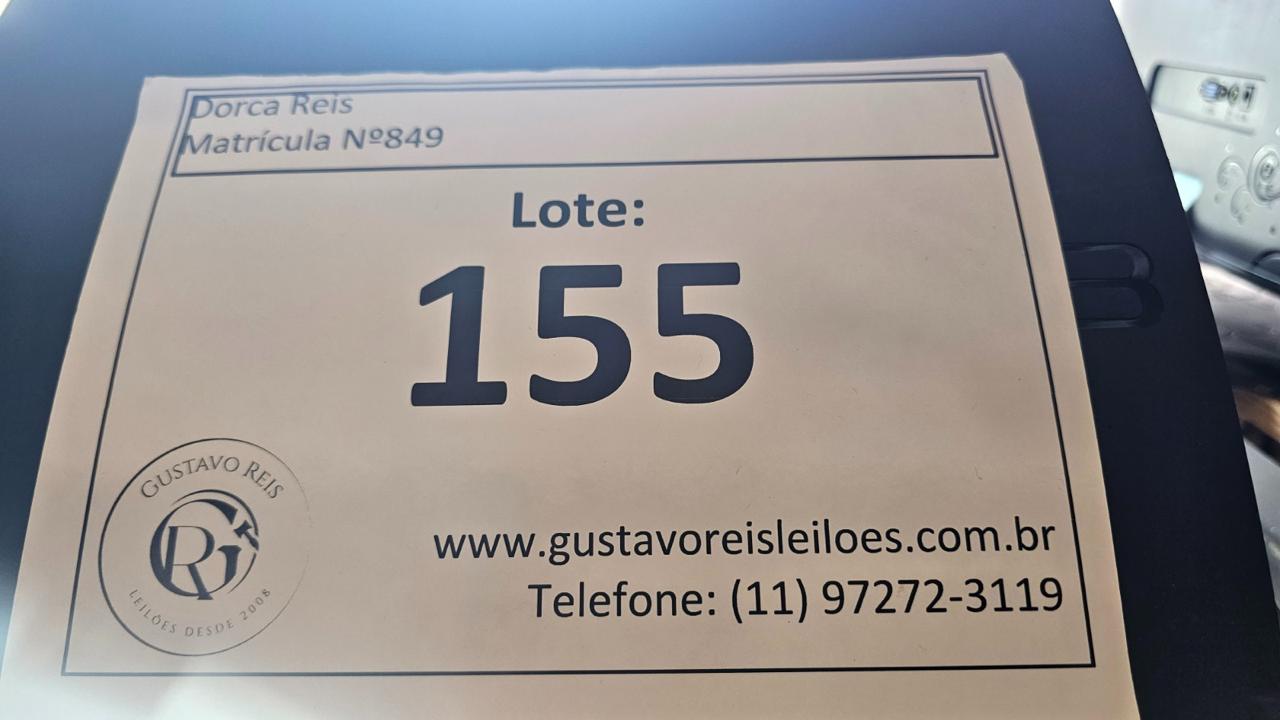 Dorca Reis
Matrícula Nº849
Lote:
155
GUSTAVO REIS
RG
LEILÕES DESDE 2008
www.gustavoreisleiloes.com.br
Telefone: (11) 97272-3119